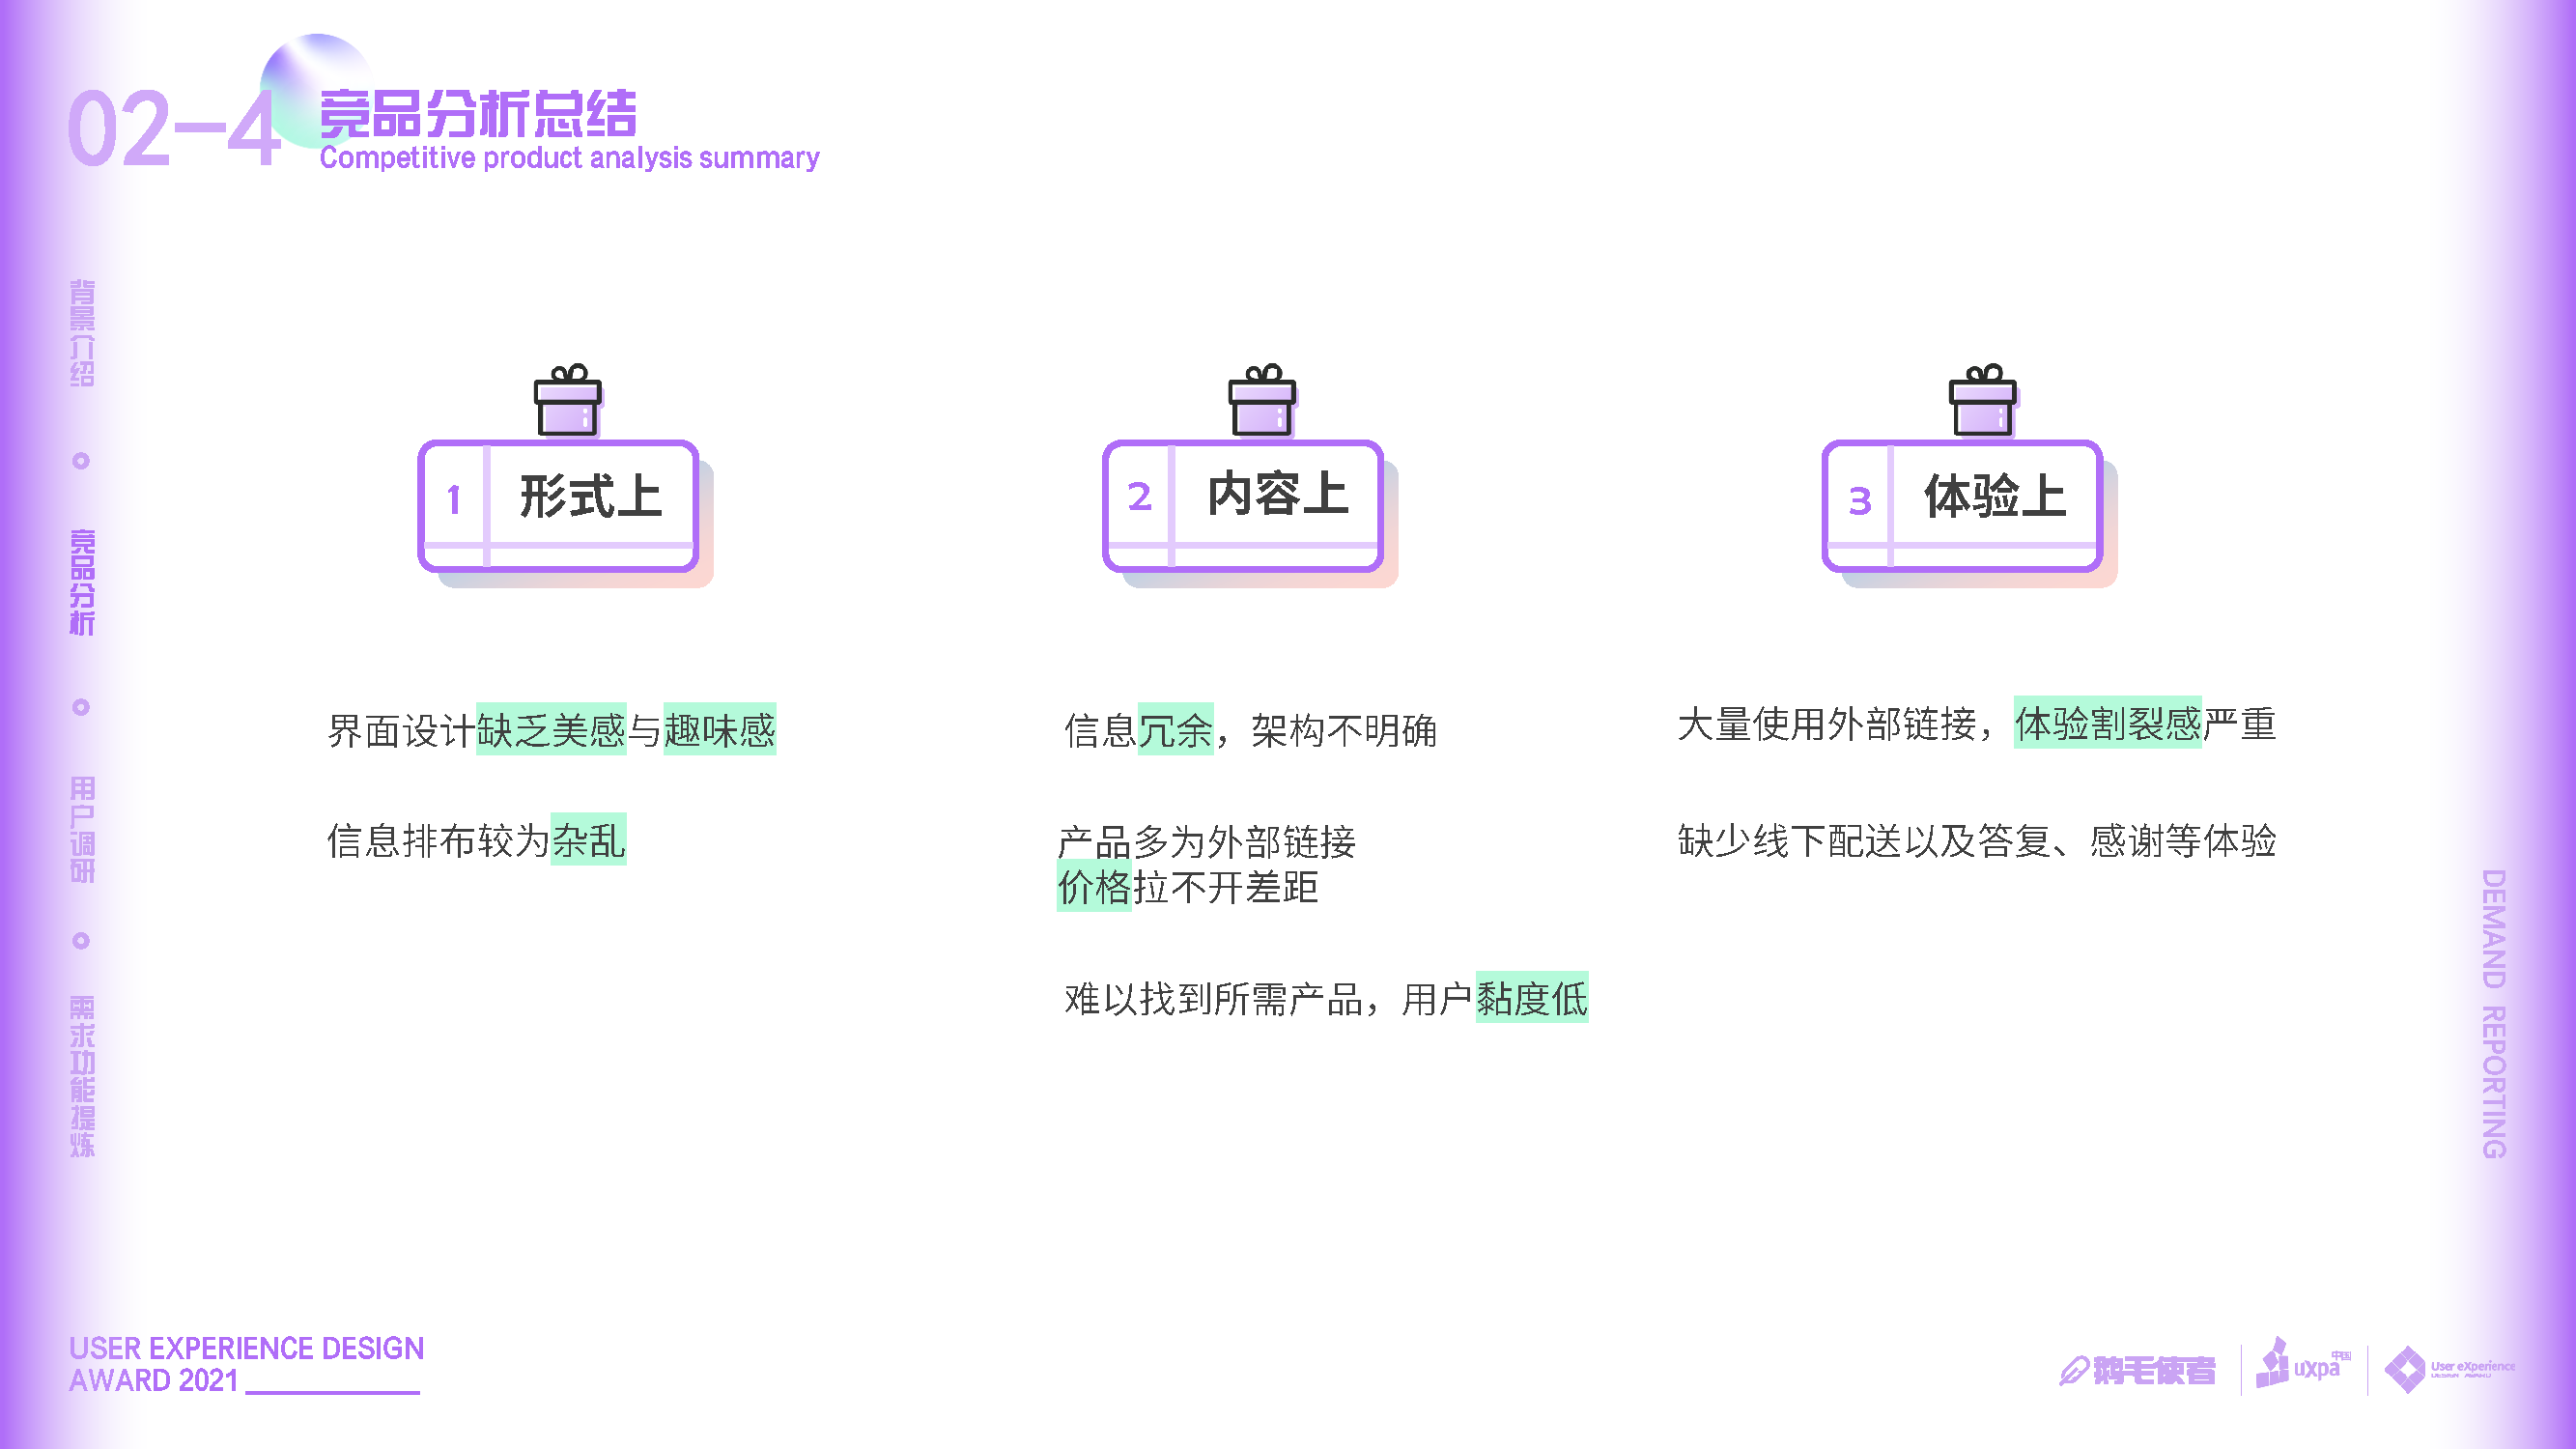 02-4
竞品分析总结
Competitive product analysis summary
背景介绍
竞品分析
用户调研
需求功能提炼
1
形式上
界面设计缺乏美感与趣味感
信息排布较为杂乱
2
内容上
信息冗余，架构不明确
产品多为外部链接
价格拉不开差距
难以找到所需产品，用户黏度低
3
体验上
大量使用外部链接，体验割裂感严重
缺少线下配送以及答复、感谢等体验
DEMAND REPORTING
USER EXPERIENCE DESIGN
AWARD 2021
鹅毛使者
uxpa中国
User eXperience